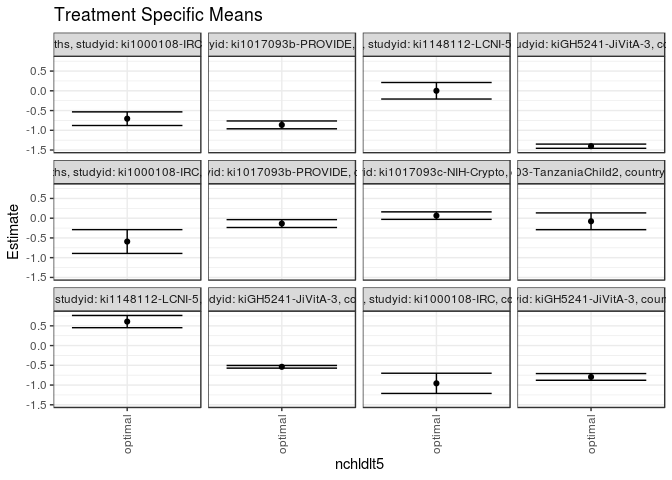 Treatment Specific Means
ths, studyid: ki1000108-IRC
yid: ki1017093b-PROVIDE,
, studyid: ki1148112-LCNI-5
udyid: kiGH5241-JiVitA-3, co
0.5
0.0
-0.5
-1.0
-1.5
ths, studyid: ki1000108-IRC,
yid: ki1017093b-PROVIDE, c
id: ki1017093c-NIH-Crypto,
03-TanzaniaChild2, country
0.5
0.0
-0.5
-1.0
-1.5
studyid: ki1148112-LCNI-5,
dyid: kiGH5241-JiVitA-3, co
, studyid: ki1000108-IRC, co
yid: kiGH5241-JiVitA-3, coun
0.5
0.0
-0.5
-1.0
-1.5
Estimate
optimal
optimal
optimal
optimal
nchldlt5